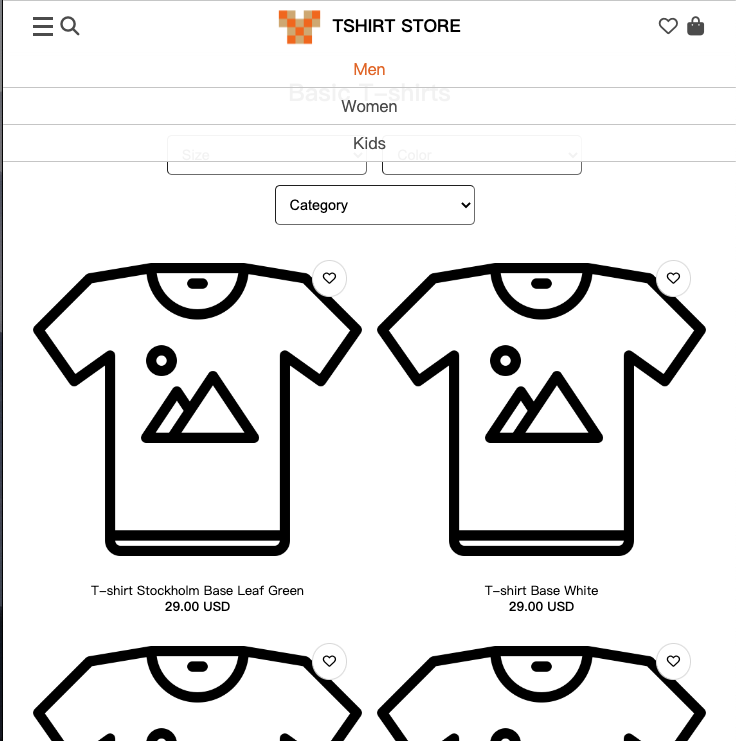 TSHIRT STORE
Men
Basic T-shirts
Women
Kids
Size Color
Category
T-shirt Stockholm Base Leaf Green T-shirt Base White
29.00 USD 29.00 USD